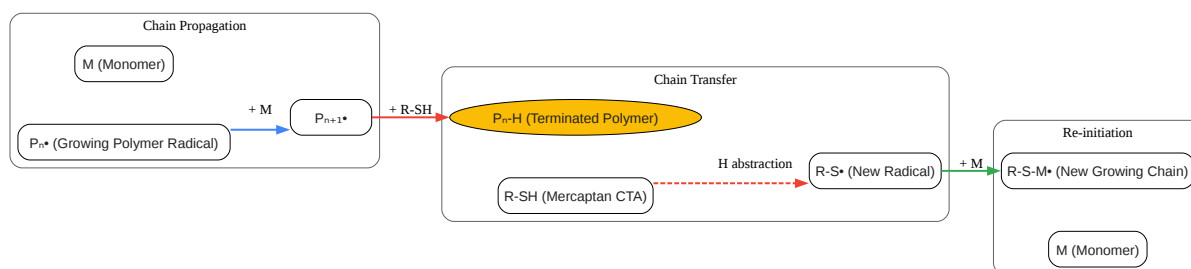 Chain Propagation
M (Monomer)
Pₙ• (Growing Polymer Radical)
+ M
Pₙ₊₁•
+ R-SH
Chain Transfer
Pₙ-H (Terminated Polymer)
R-SH (Mercaptan CTA)
H abstraction
R-S• (New Radical)
+ M
Re-initiation
R-S-M• (New Growing Chain)
M (Monomer)